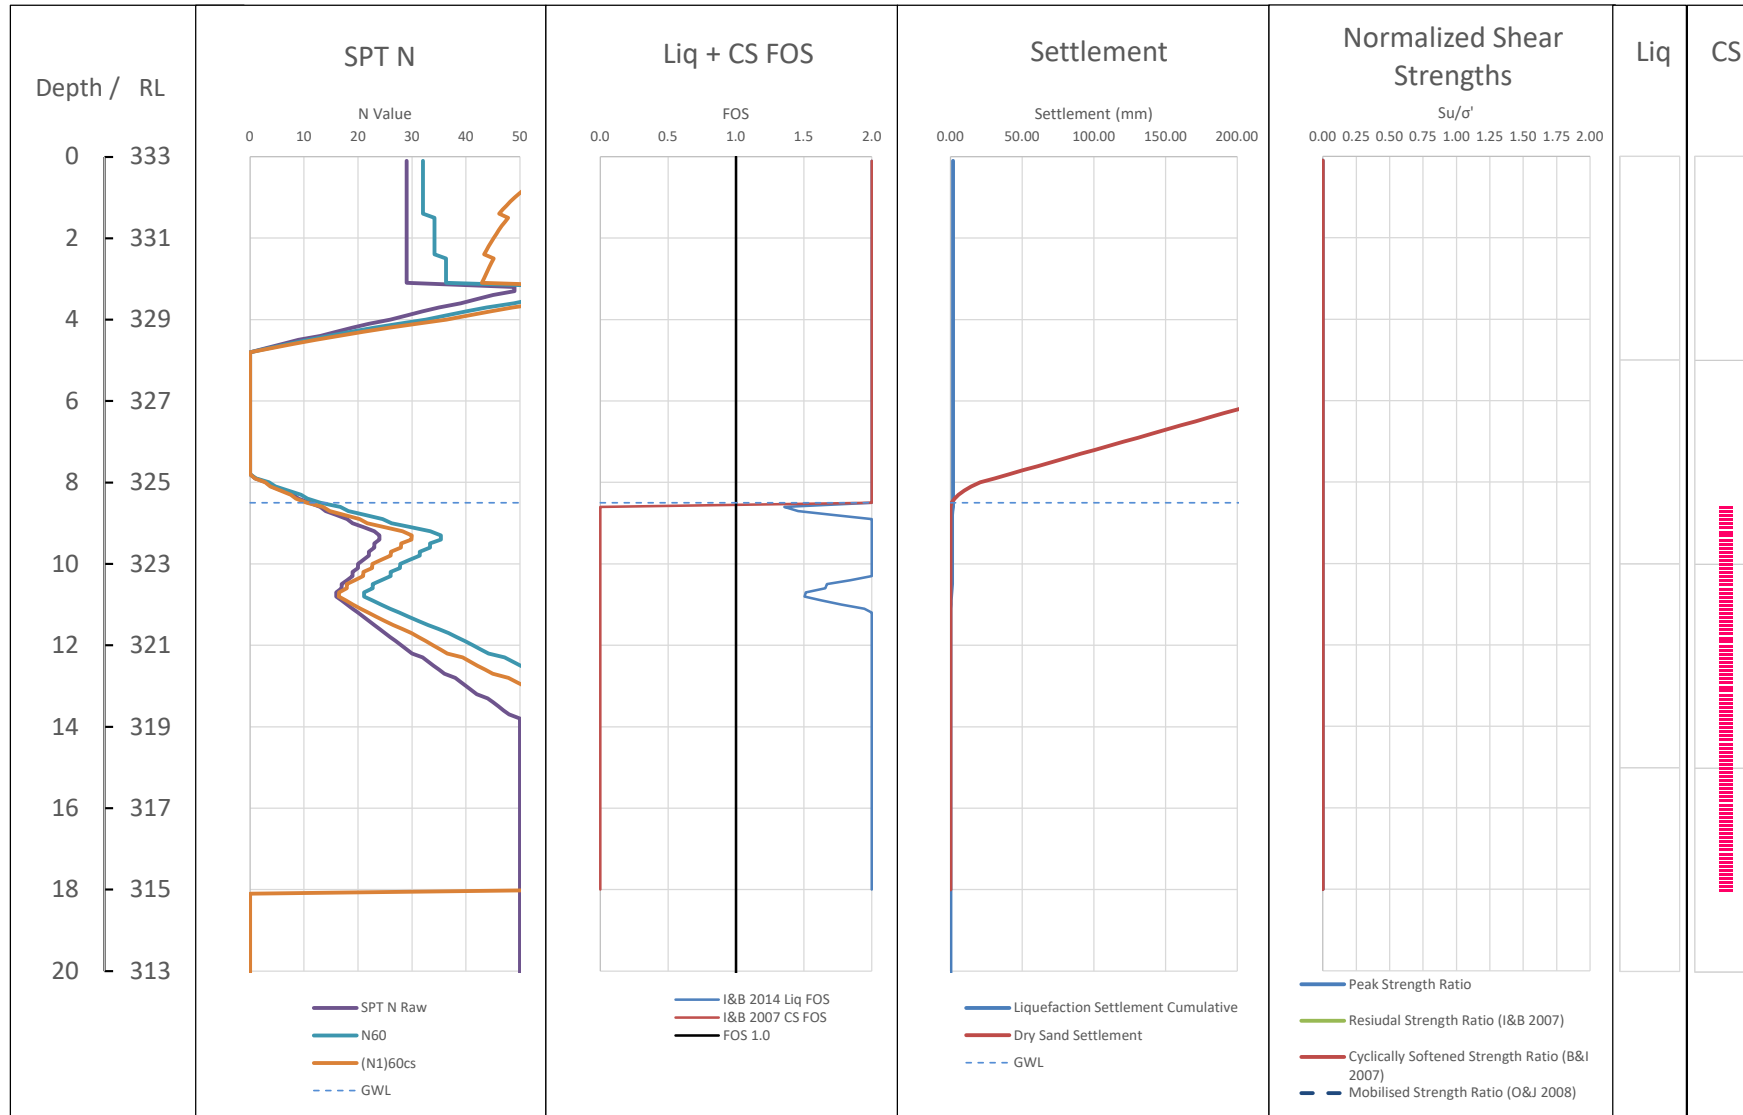 SPT N
Liq + CS FOS
Settlement
Normalized Shear
Strengths
Liq
CS
Depth / RL
N Value
FOS
Settlement (mm)
Su/σ'
0 10 20 30 40 50
0.0 0.5 1.0 1.5 2.0
0.00 50.00 100.00 150.00 200.00
0.00 0.25 0.50 0.75 1.00 1.25 1.50 1.75 2.00
0 333
2 331
4 329
6 327
8 325
10 323
12 321
14 319
16 317
18 315
20 313
SPT N Raw
N60
(N1)60cs
GWL
I&B 2014 Liq FOS
I&B 2007 CS FOS
FOS 1.0
Liquefaction Settlement Cumulative
Dry Sand Settlement
GWL
Peak Strength Ratio
Resiudal Strength Ratio (I&B 2007)
Cyclically Softened Strength Ratio (B&I
2007)
Mobilised Strength Ratio (O&J 2008)